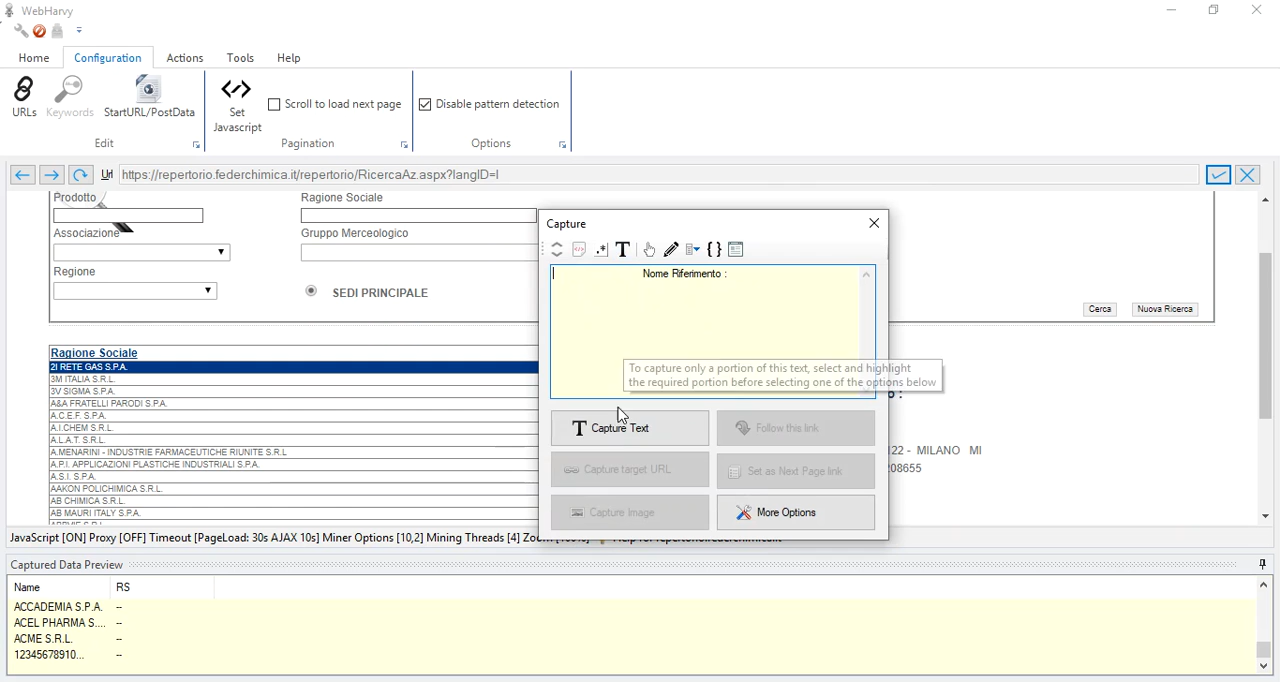 WebHarvy
Home Configuration Actions Tools Help
URLs Keywords StartURL/PostData
Set Javascript
Scroll to load next page
Disable pattern detection
Edit Pagination Options
Url https://repertorio.federchimica.it/repertorio/RicercaAz.aspx?langID=I
Prodotto Ragione Sociale
Associazione Gruppo Merceologico
Regione
SEDI PRINCIPALE
Cerca Nuova Ricerca
Capture
Nome Riferimento :
To capture only a portion of this text, select and highlight
the required portion before selecting one of the options below
Capture Text Follow this link
Capture target URL Set as Next Page link
Capture Image More Options
Ragione Sociale
2I RETE GAS S.P.A.
3M ITALIA S.R.L.
3V SIGMA S.P.A.
A&A FRATELLI PARODI S.P.A.
A.C.E.F. S.P.A.
A.I.CHEM S.R.L.
A.L.A.T. S.R.L.
A.MENARINI - INDUSTRIE FARMACEUTICHE RIUNITE S.R.L
A.P.I. APPLICAZIONI PLASTICHE INDUSTRIALI S.P.A.
A.S.I. S.P.A.
AAKON POLICHIMICA S.R.L.
AB CHIMICA S.R.L.
AB MAURI ITALY S.P.A.
22 - MILANO MI
08655
JavaScript [ON] Proxy [OFF] Timeout [PageLoad: 30s AJAX 10s] Miner Options [10,2] Mining Threads [4]
Captured Data Preview
Name RS
ACCADEMIA S.P.A. --
ACEL PHARMA S.... --
ACME S.R.L. --
12345678910... --